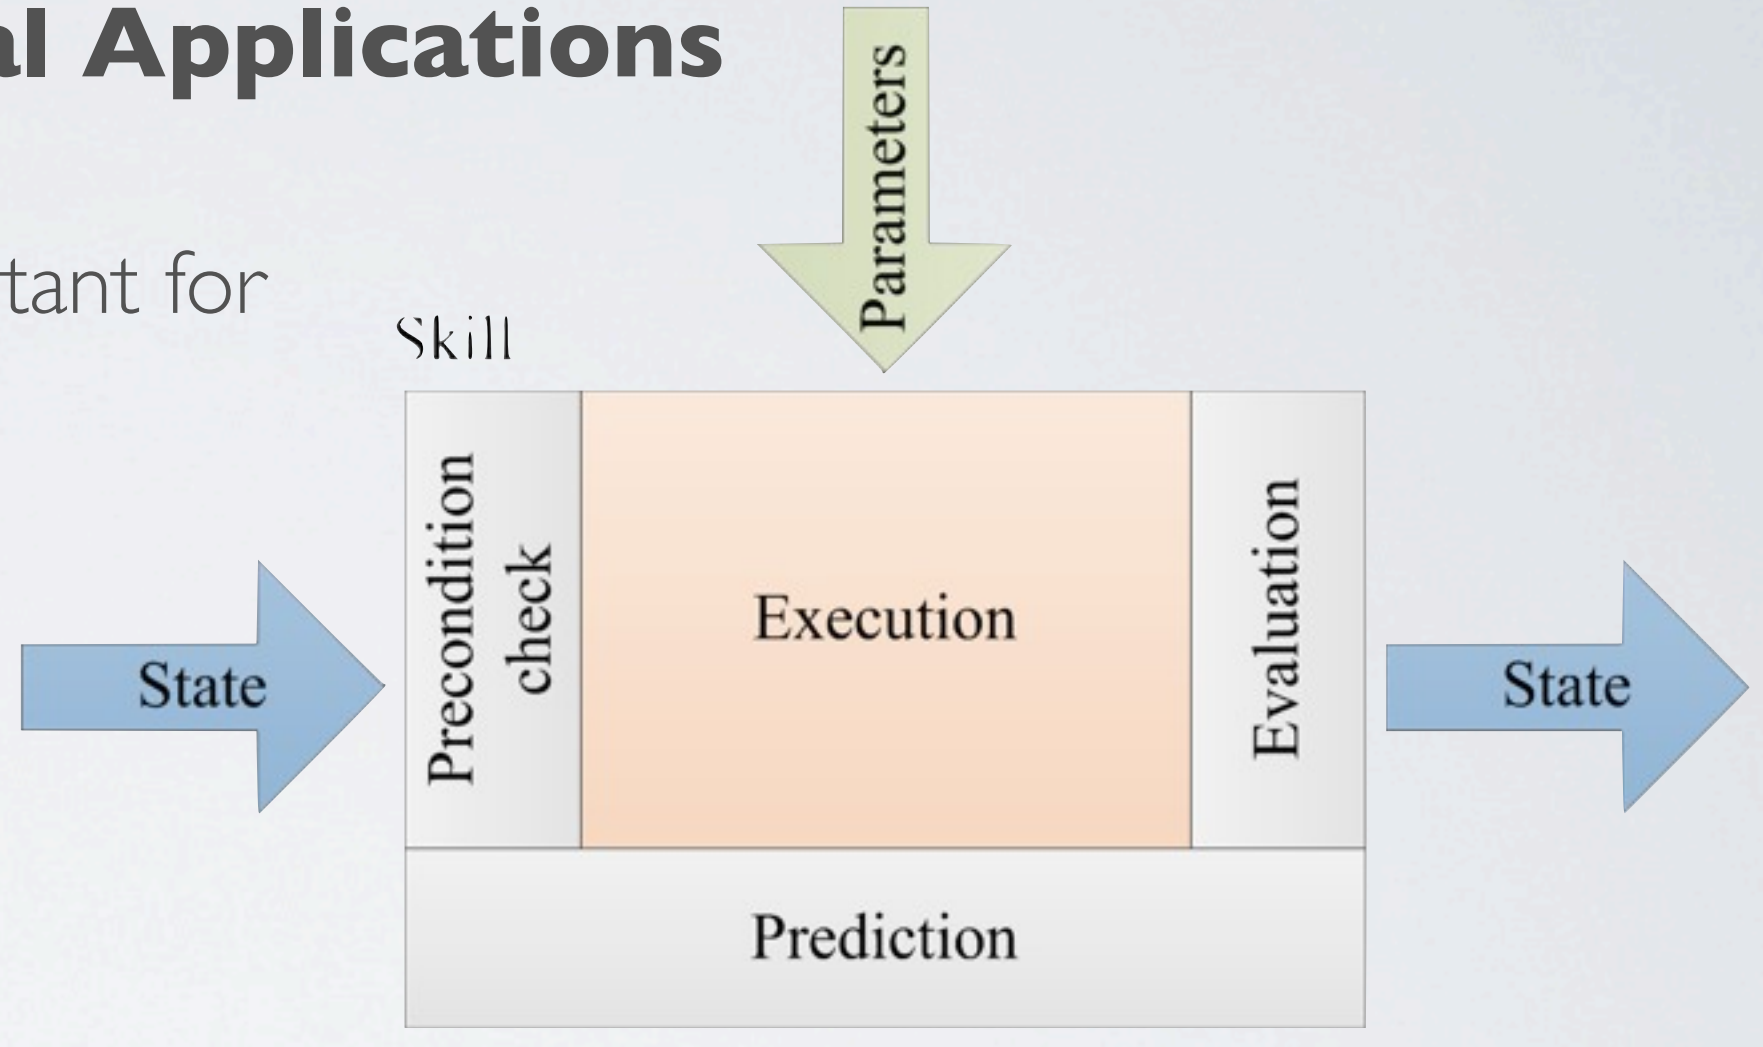 al Applications
Parameters
tant for
Skill
Precondition
check
Execution
Evaluation
State
State
Prediction